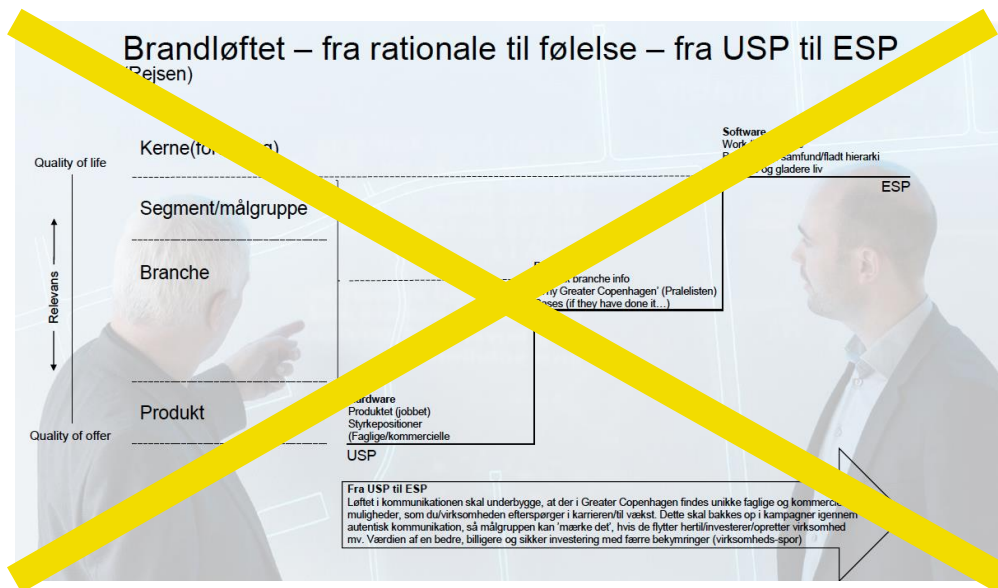 Brandløftet – fra rationale til følelse – fra USP til ESP
(Rejsen)
Quality of life
Relevans
Quality of offer
Segment/målgruppe
Branche
Produkt
Software
Work
samfund/fladt hierarki
og gladere liv
ESP
branche info
Greater Copenhagen' (Pralelisten)
(if they have done it…)
Hardware
Produktet (jobbet)
Styrkepositioner
(Faglige/kommercielle
USP
Fra USP til ESP
Løftet i kommunikationen skal underbygge, at der i Greater Copenhagen findes unikke faglige og
muligheder, som du/virksomheden efterspørger i karrieren/til vækst. Dette skal bakkes op i kampagner igennem
autentisk kommunikation, så målgruppen kan 'mærke det', hvis de flytter hertil/investerer/opretter virksomhed
mv. Værdien af en bedre, billigere og sikker investering med færre bekymringer (virksomheds-spor)